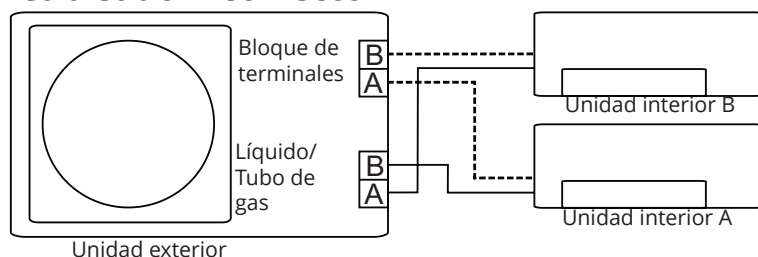 Bloque de
terminales
B
A
Líquido/
Tubo de
gas
B
A
Unidad interior B
Unidad interior A
Unidad exterior